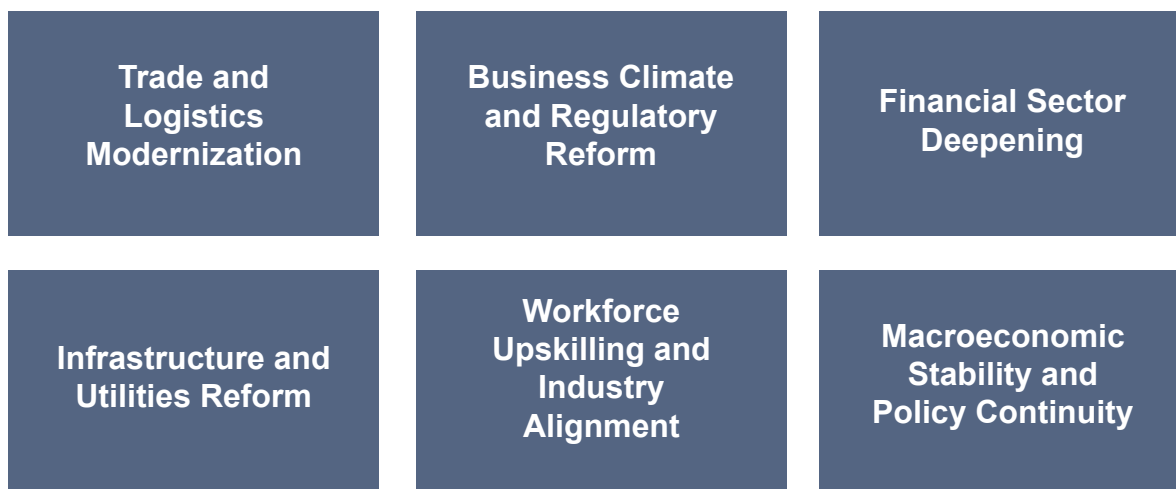 Trade and
Logistics
Modernization
Business Climate
and Regulatory
Reform
Financial Sector
Deepening
Infrastructure and
Utilities Reform
Workforce
Upskilling and
Industry
Alignment
Macroeconomic
Stability and
Policy Continuity